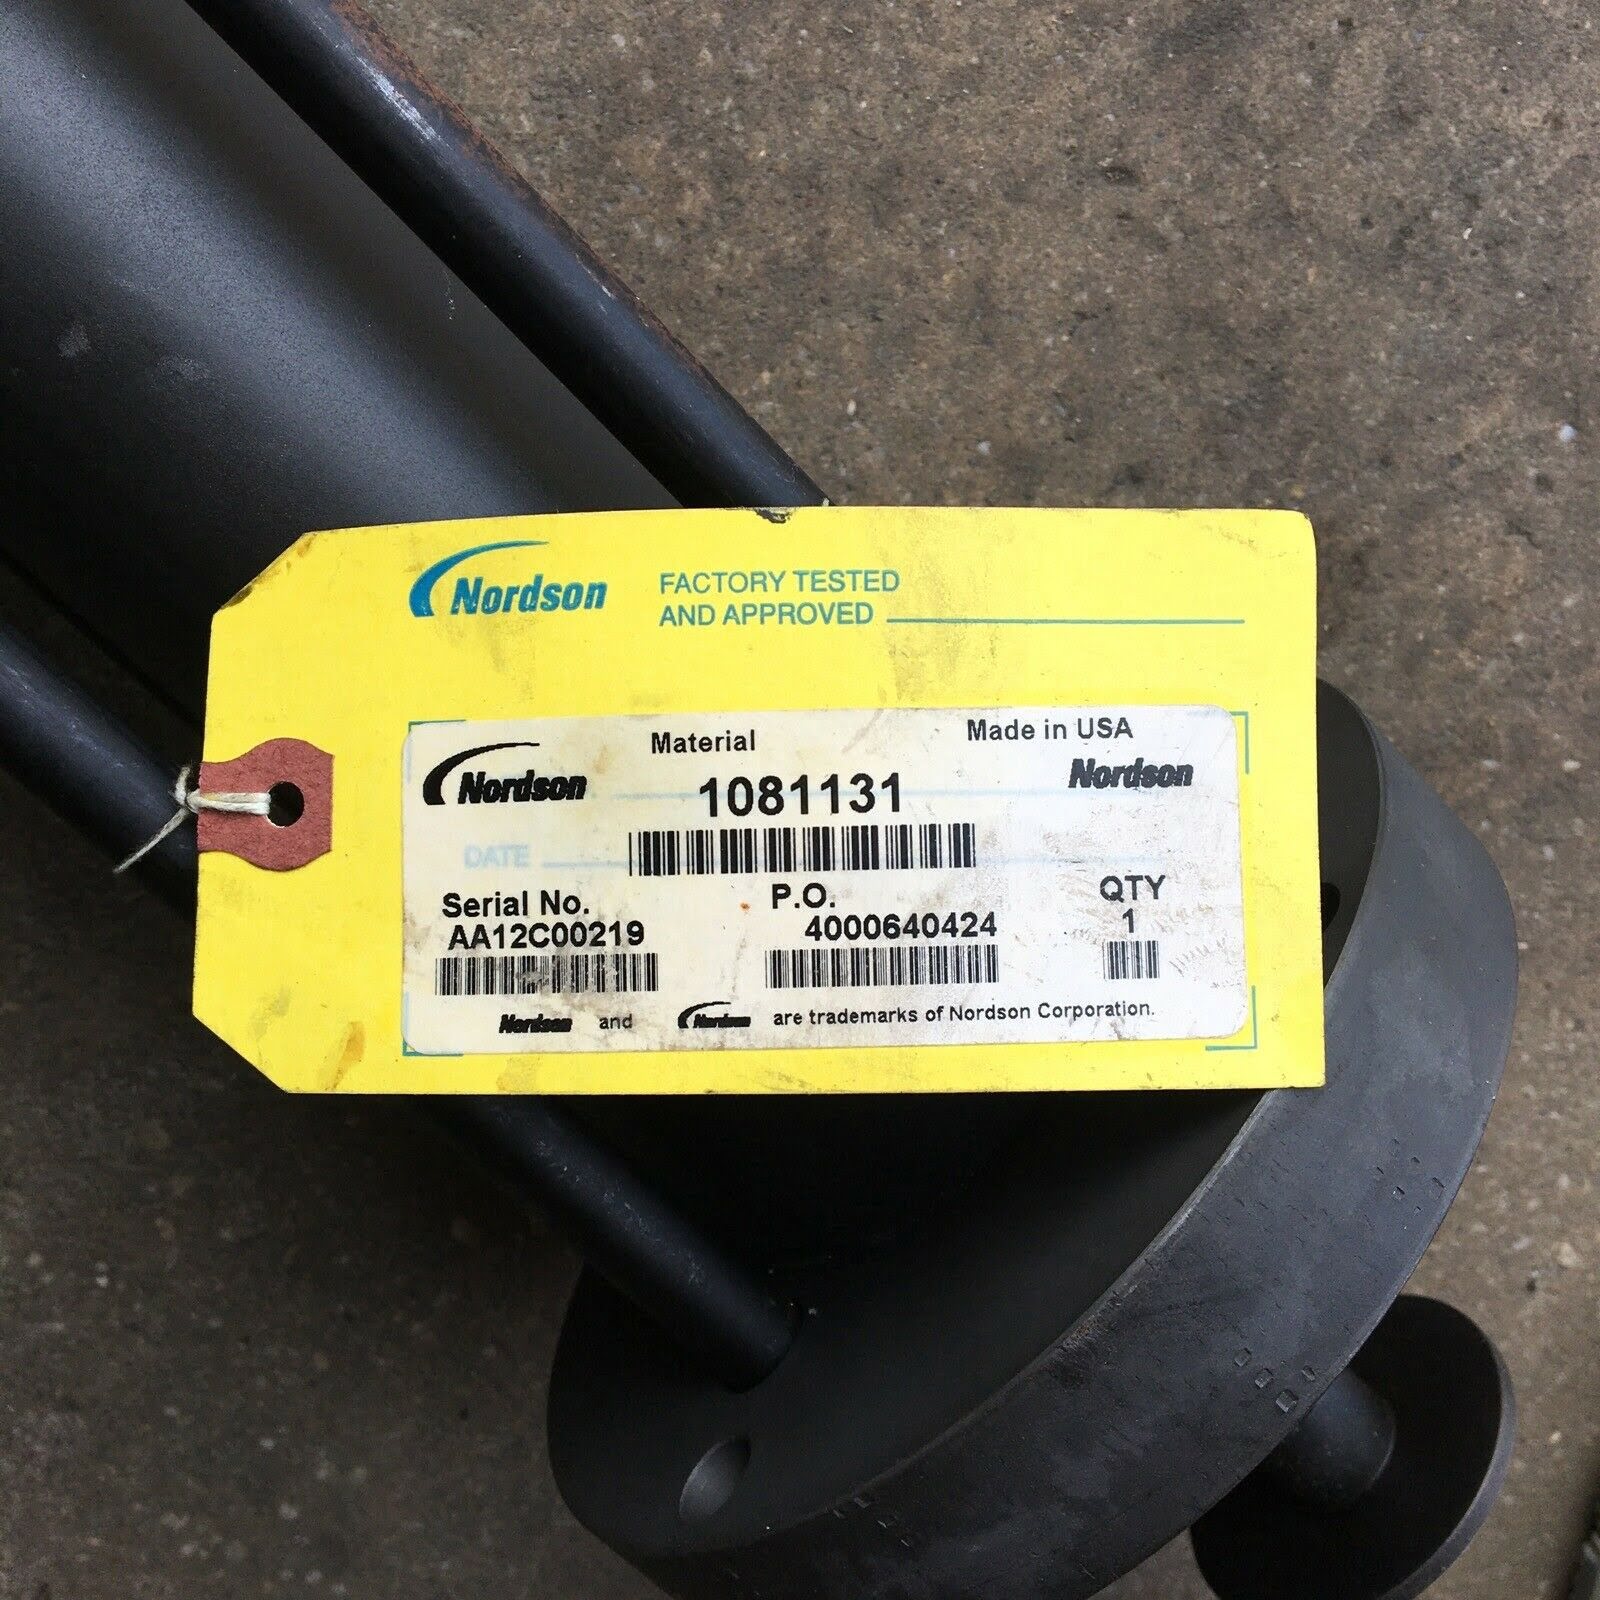 Nordson FACTORY TESTED
AND APPROVED
Material Made in USA
Nordson 1081131 Nordson
DATE
Serial No. P.O. QTY
AA12C00219 4000640424 1
Nordson and Nordson are trademarks of Nordson Corporation.